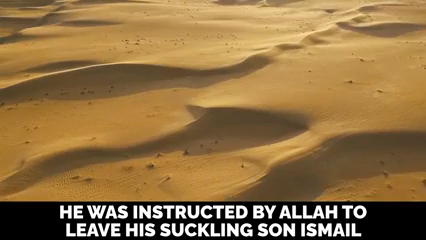 HE WAS INSTRUCTED BY ALLAH TO
LEAVE HIS SUCKLING SON ISMAIL